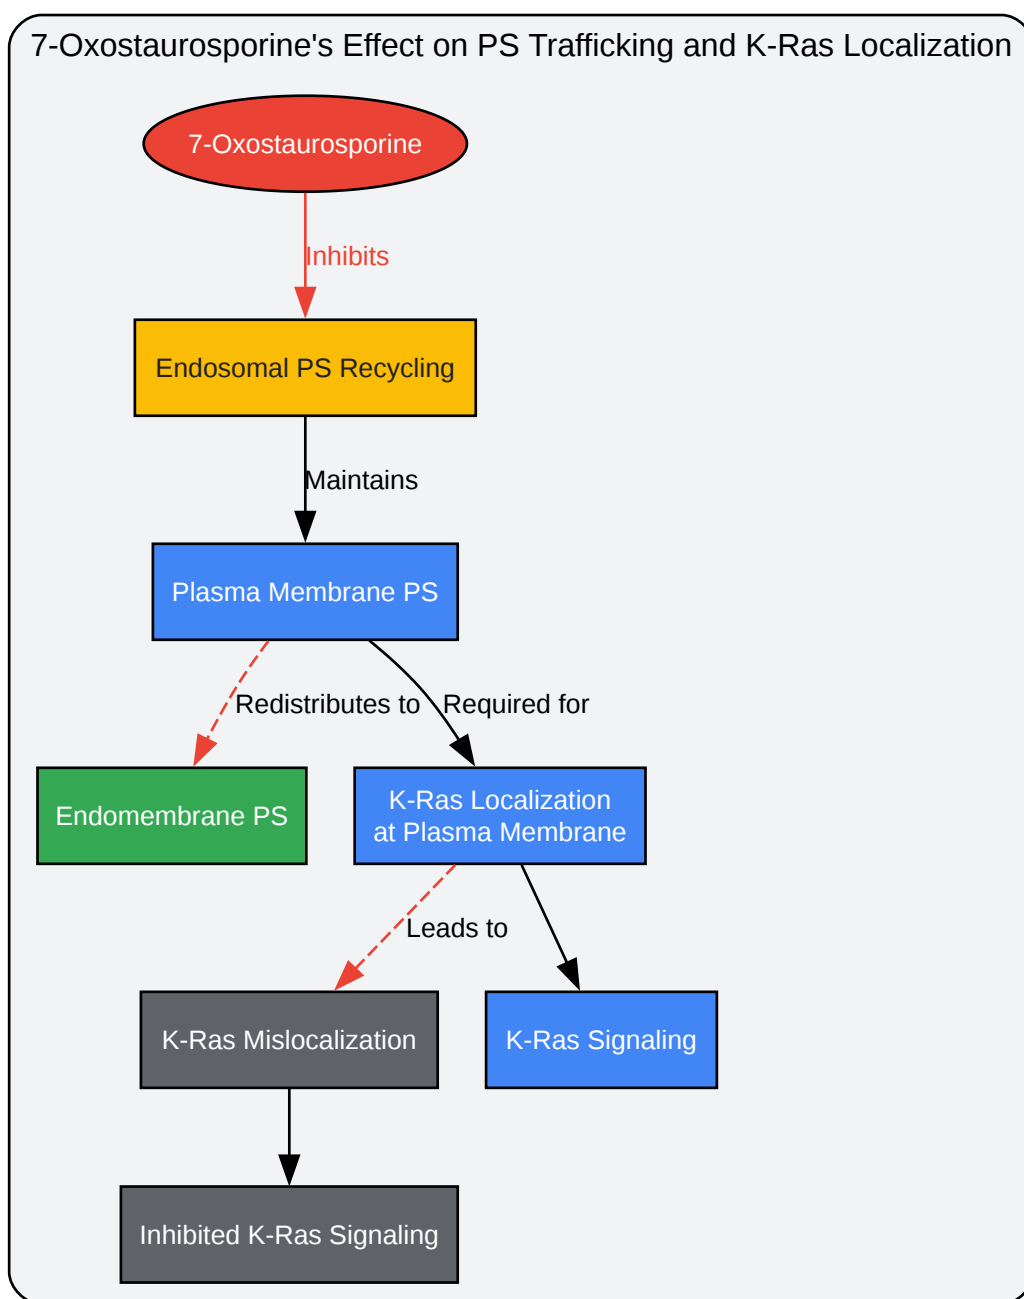 7-Oxostaurosporine's Effect on PS Trafficking and K-Ras Localization
7-Oxostaurosporine
Inhibits
Endosomal PS Recycling
Maintains
Plasma Membrane PS
Redistributes to
Required for
Endomembrane PS
K-Ras Localization
at Plasma Membrane
Leads to
K-Ras Mislocalization
K-Ras Signaling
Inhibited K-Ras Signaling